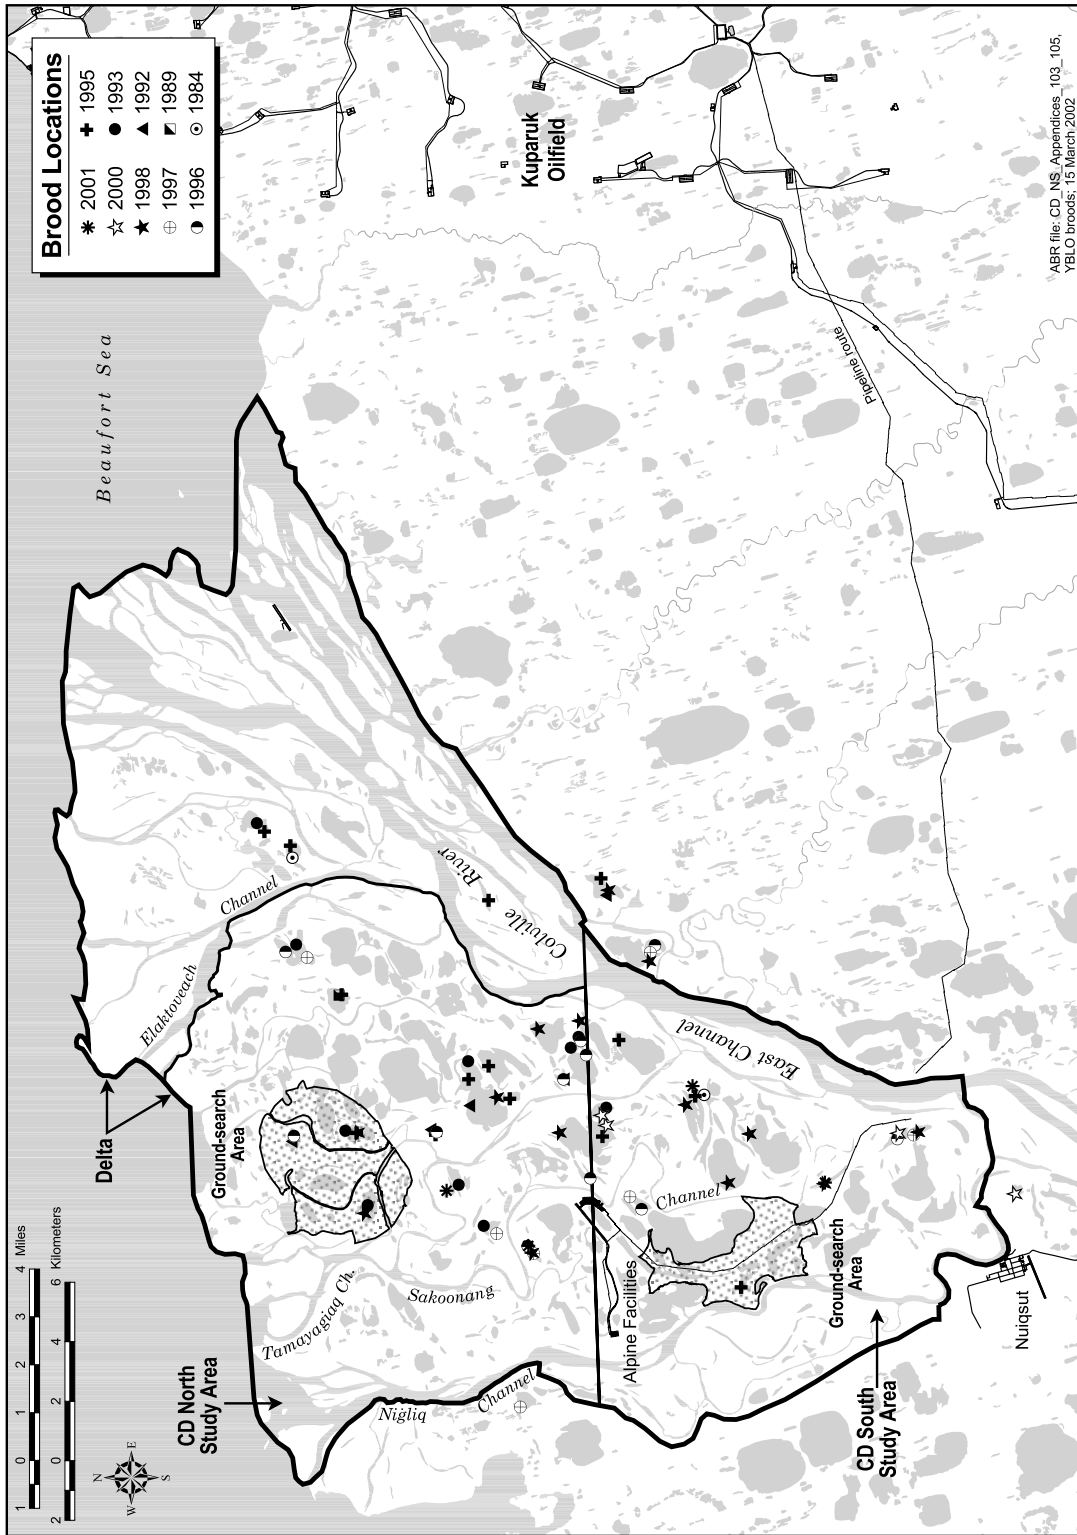 Brood Locations
2001
1995
2000
1993
1998
1992
1997
1989
1996
1984
ABR file: CD_NS_Appendices_103_105,
YBLO broods; 15 March 2002
Beaufort Sea
Kuparuk
Oilfield
Pipeline route
Colville
River
Elaktoveach
Channel
East Channel
Delta
Ground-search
Area
Tamayagiaq Ch.
Sakoonang
Channel
CD North
Study Area
Nigliq
Channel
Alpine Facilities
Ground-search
Area
CD South
Study Area
Nuiqsut
1 0 1 2 3 4 Miles
2 0 2 4 6 Kilometers
N
E
S
W